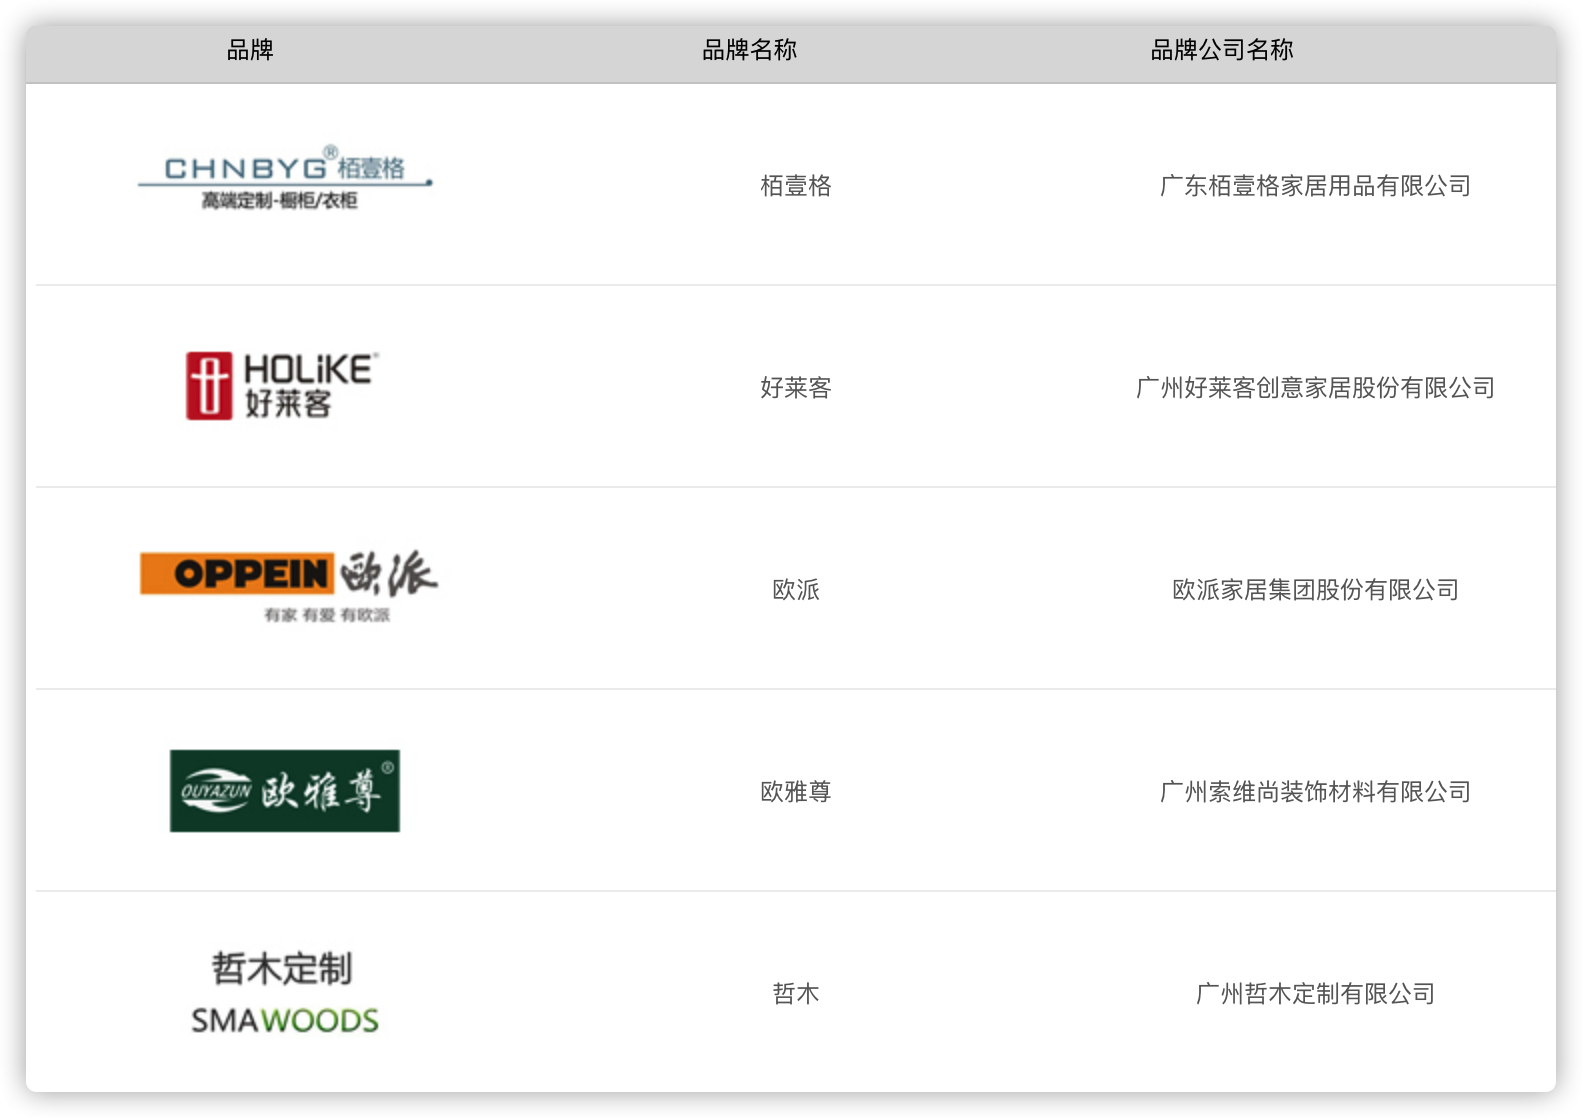 品牌 品牌名称 品牌公司名称
CHNBYG®栢壹格
高端定制-橱柜/衣柜
栢壹格 广东栢壹格家居用品有限公司
HOLiKE
好莱客
好莱客 广州好莱客创意家居股份有限公司
OPPEIN 欧派
有家 有爱 有欧派
欧派 欧派家居集团股份有限公司
OUYAZUN 欧雅尊®
欧雅尊 广州索维尚装饰材料有限公司
哲木定制
SMAWOODS
哲木 广州哲木定制有限公司